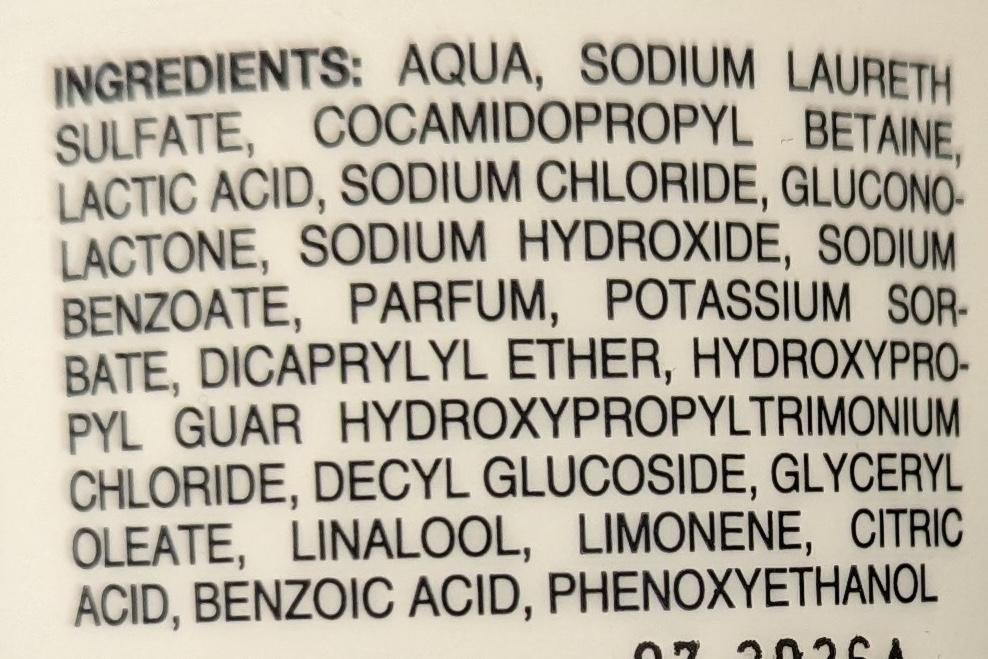 INGREDIENTS: AQUA, SODIUM LAURETH
SULFATE, COCAMIDOPROPYL BETAINE,
LACTIC ACID, SODIUM CHLORIDE, GLUCONO-
LACTONE, SODIUM HYDROXIDE, SODIUM
BENZOATE, PARFUM, POTASSIUM SOR-
BATE, DICAPRYLYL ETHER, HYDROXYPRO-
PYL GUAR HYDROXYPROPYLTRIMONIUM
CHLORIDE, DECYL GLUCOSIDE, GLYCERYL
OLEATE, LINALOOL, LIMONENE, CITRIC
ACID, BENZOIC ACID, PHENOXYETHANOL